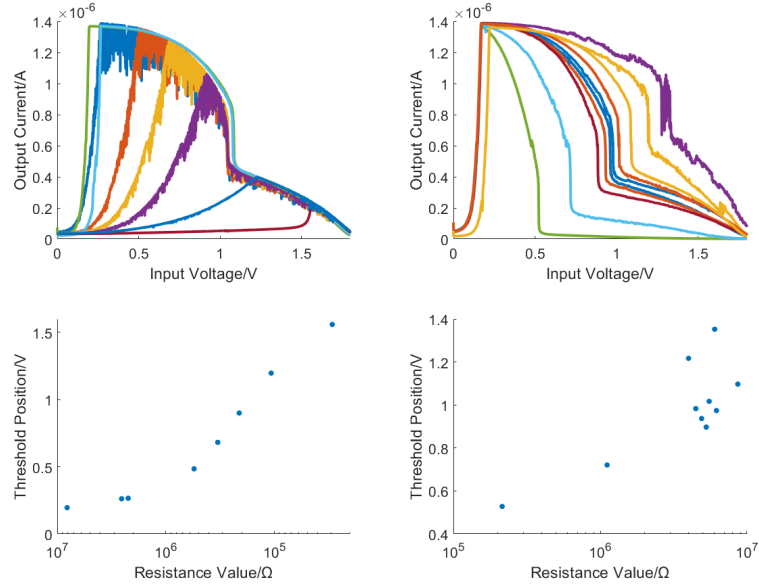 ×10⁻⁶
1.4
1.2
1
0.8
0.6
0.4
0.2
0
Output Current/A
0 0.5 1 1.5
Input Voltage/V
×10⁻⁶
1.4
1.2
1
0.8
0.6
0.4
0.2
0
Output Current/A
0 0.5 1 1.5
Input Voltage/V
1.5
1
0.5
0
Threshold Position/V
10⁷ 10⁶ 10⁵
Resistance Value/Ω
1.4
1.2
1
0.8
0.6
0.4
Threshold Position/V
10⁵ 10⁶ 10⁷
Resistance Value/Ω